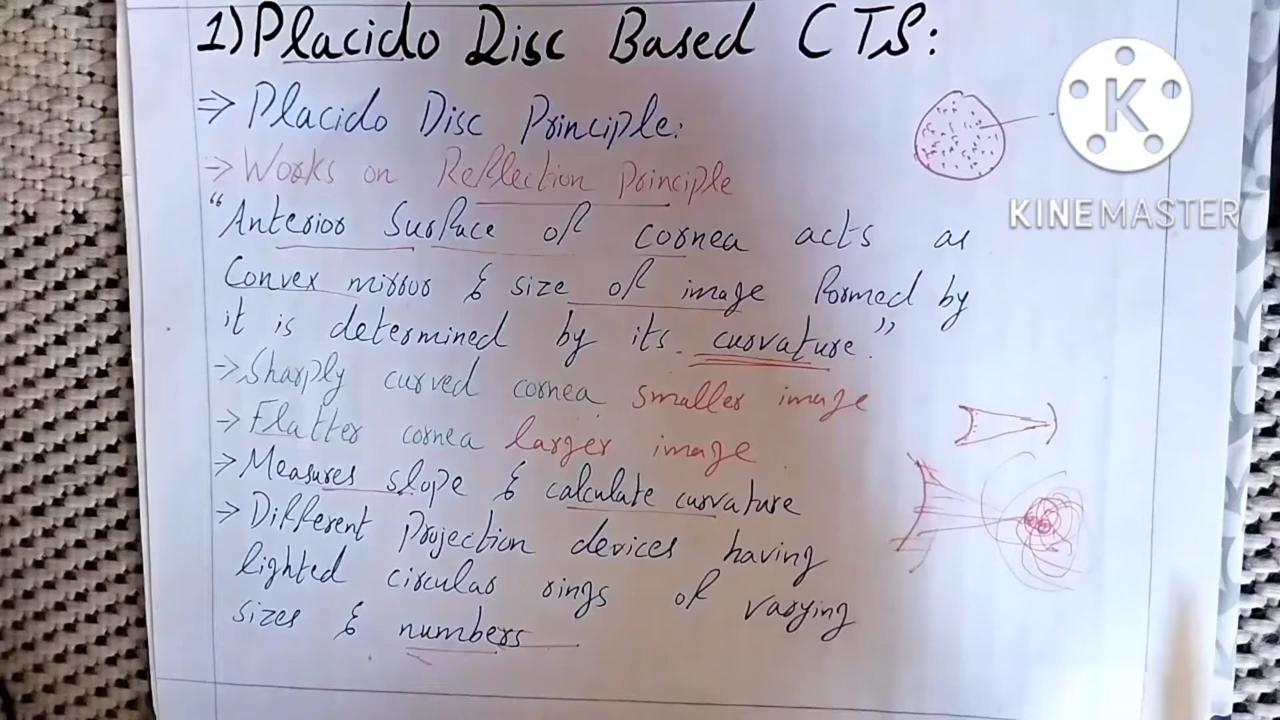 1) Placido Disc Based CTS:
⇒ Placido Disc Principle:
⇒ Works on Reflection principle
"Anterior Surface of cornea acts as
Convex mirror & size of image formed by
it is determined by its curvature."
→ Sharply curved cornea smaller image
→ Flatter cornea larger image
⇒ Measures slope & calculate curvature
⇒ Different Projection devices having
lighted circular rings of varying
sizes & numbers
K
KINEMASTER